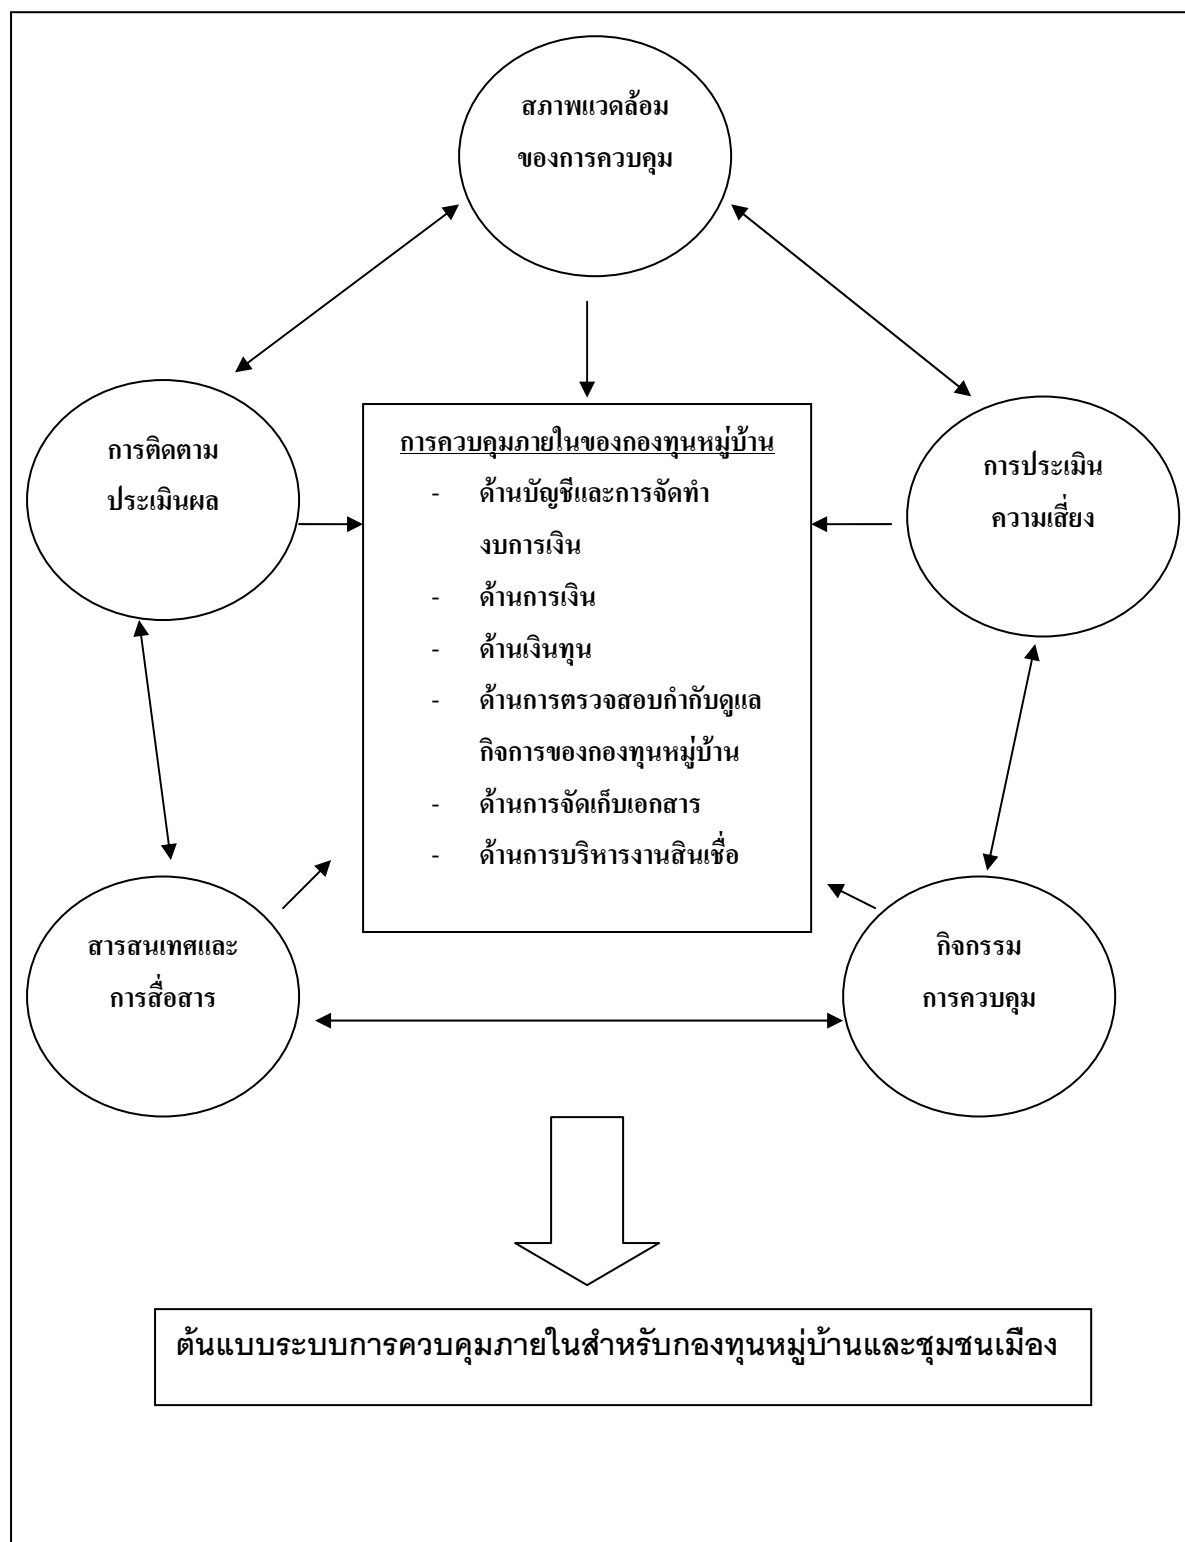 สภาพแวดล้อม
ของการควบคุม
การติดตาม
ประเมินผล
การควบคุมภายในของกองทุนหมู่บ้าน
- ด้านบัญชีและการจัดทำ
งบการเงิน
- ด้านการเงิน
- ด้านเงินทุน
- ด้านการตรวจสอบกำกับดูแล
กิจการของกองทุนหมู่บ้าน
- ด้านการจัดเก็บเอกสาร
- ด้านการบริหารงานสินเชื่อ
การประเมิน
ความเสี่ยง
สารสนเทศและ
การสื่อสาร
กิจกรรม
การควบคุม
ต้นแบบระบบการควบคุมภายในสำหรับกองทุนหมู่บ้านและชุมชนเมือง